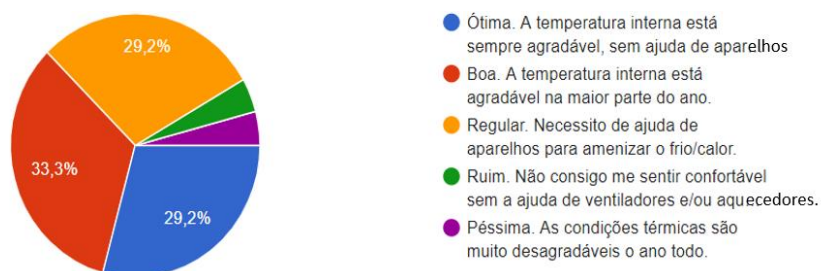 29,2%
33,3%
29,2%
Ótima. A temperatura interna está
sempre agradável, sem ajuda de aparelhos
Boa. A temperatura interna está
agradável na maior parte do ano.
Regular. Necessito de ajuda de
aparelhos para amenizar o frio/calor.
Ruim. Não consigo me sentir confortável
sem a ajuda de ventiladores e/ou aquecedores.
Péssima. As condições térmicas são
muito desagradáveis o ano todo.